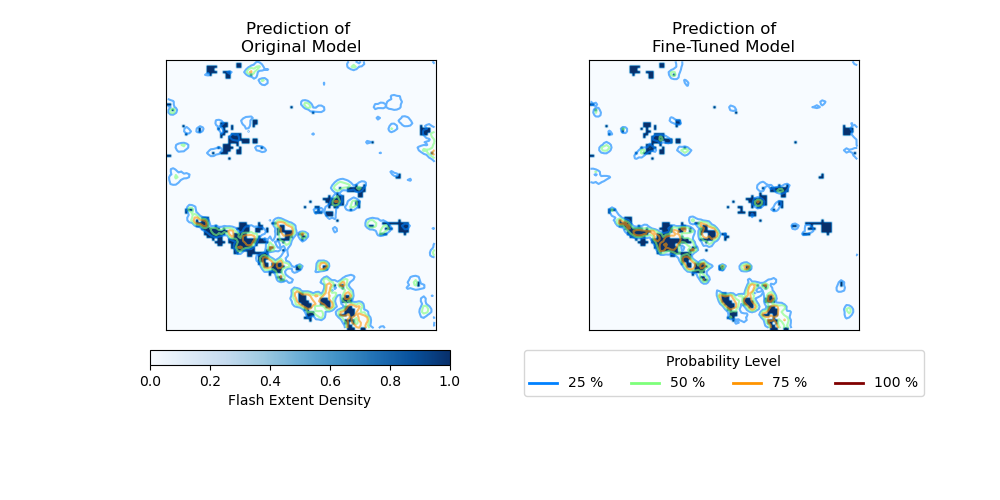 Prediction of
Original Model
Prediction of
Fine-Tuned Model
0.0 0.2 0.4 0.6 0.8 1.0
Flash Extent Density
Probability Level
25 % 50 % 75 % 100 %